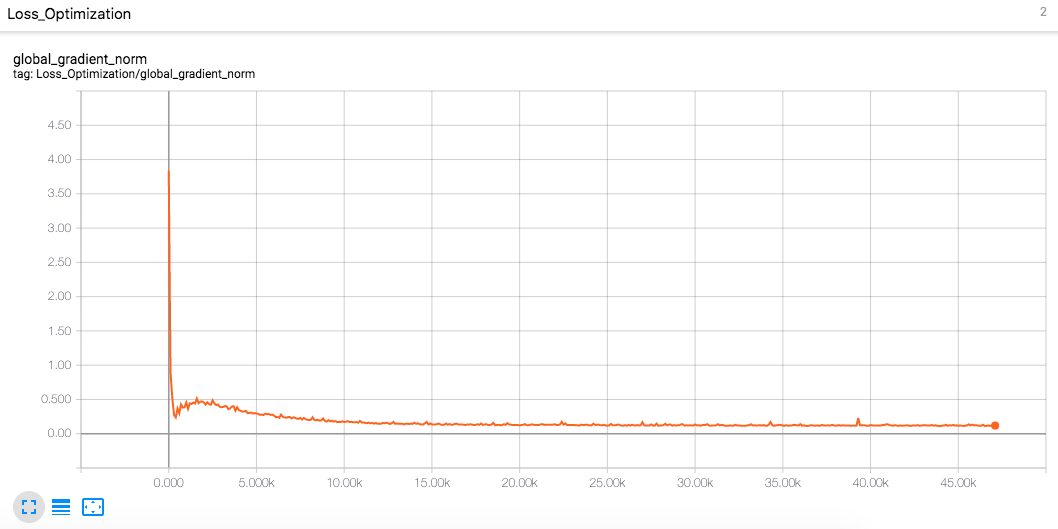 Loss_Optimization
2
global_gradient_norm
tag: Loss_Optimization/global_gradient_norm
4.50
4.00
3.50
3.00
2.50
2.00
1.50
1.00
0.500
0.00
0.000 5.000k 10.00k 15.00k 20.00k 25.00k 30.00k 35.00k 40.00k 45.00k